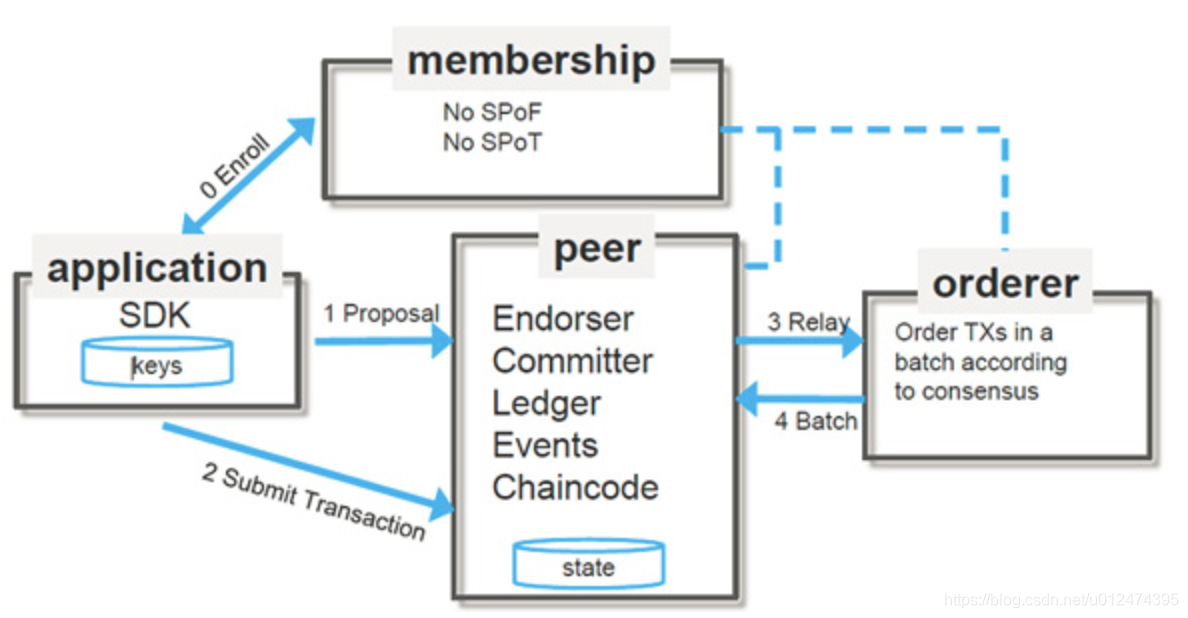 membership
No SPoF
No SPoT
0 Enroll
application
SDK
keys
1 Proposal
2 Submit Transaction
peer
Endorser
Committer
Ledger
Events
Chaincode
state
3 Relay
4 Batch
orderer
Order TXs in a
batch according
to consensus
https://blog.csdn.net/u012474395